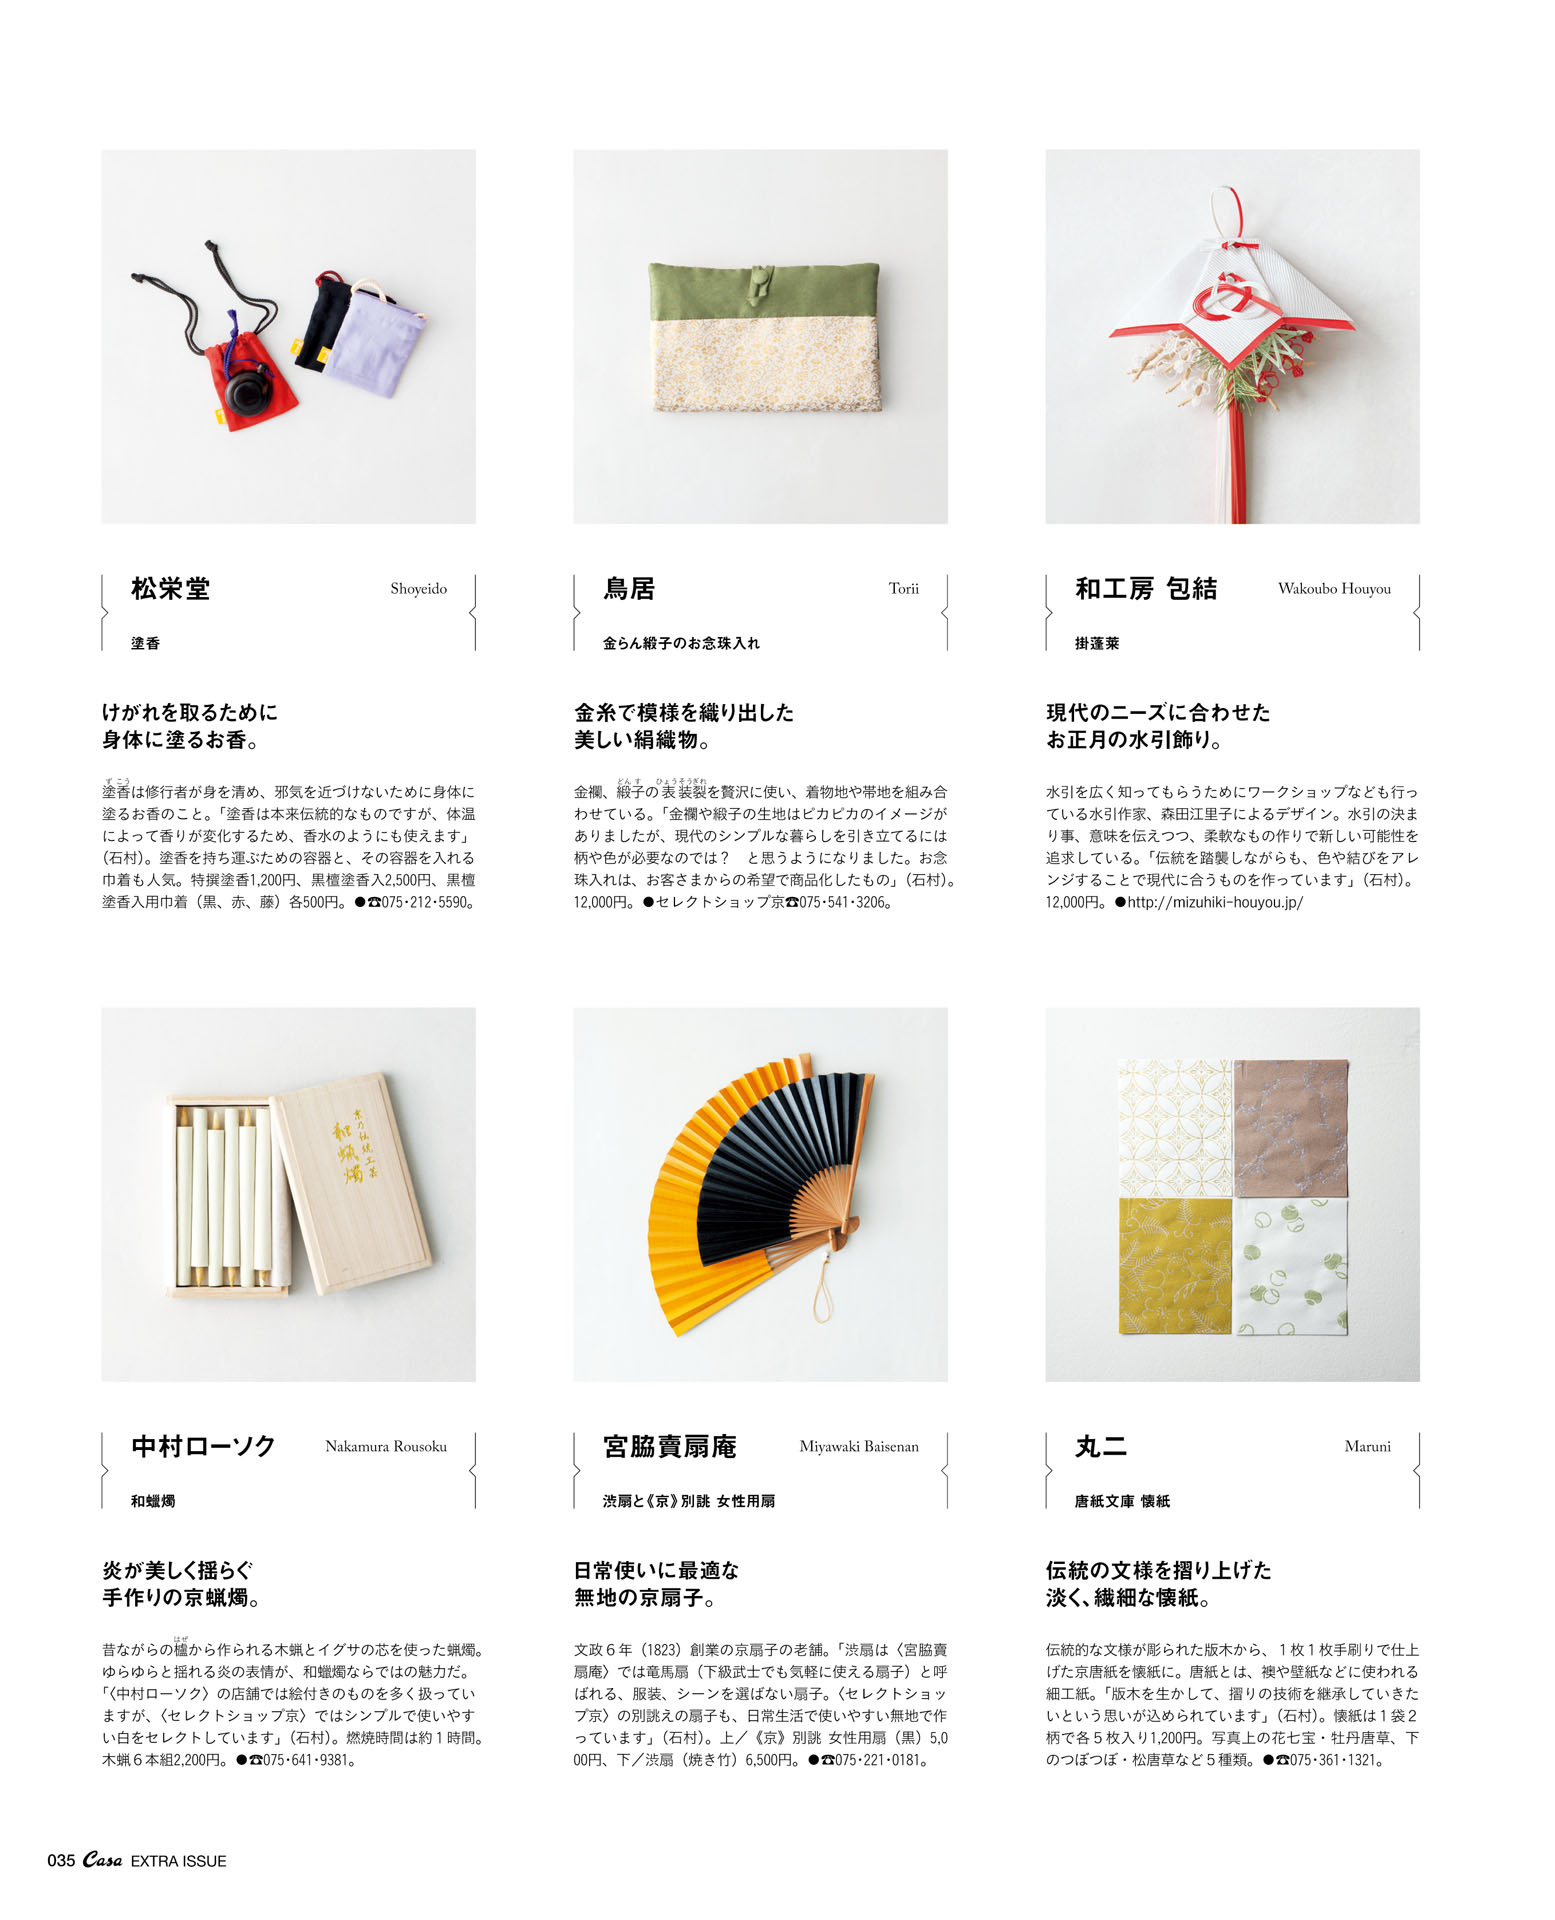 松栄堂
Shoyeido
塗香
けがれを取るために
身体に塗るお香。
ずこう
塗香は修行者が身を清め、邪気を近づけないために身体に
塗るお香のこと。「塗香は本来伝統的なものですが、体温
によって香りが変化するため、香水のようにも使えます」
（石村）。塗香を持ち運ぶための容器と、その容器を入れる
巾着も人気。特撰塗香1,200円、黒檀塗香入2,500円、黒檀
塗香入用巾着（黒、赤、藤）各500円。●☎075・212・5590。
鳥居
Torii
金らん緞子のお念珠入れ
金糸で模様を織り出した
美しい絹織物。
どんす ひょうそうぎれ
金襴、緞子の表装裂を贅沢に使い、着物地や帯地を組み合
わせている。「金襴や緞子の生地はピカピカのイメージが
ありましたが、現代のシンプルな暮らしを引き立てるには
柄や色が必要なのでは？　と思うようになりました。お念
珠入れは、お客さまからの希望で商品化したもの」（石村）。
12,000円。●セレクトショップ京☎075・541・3206。
和工房 包結
Wakoubo Houyou
掛蓬莱
現代のニーズに合わせた
お正月の水引飾り。
水引を広く知ってもらうためにワークショップなども行っ
ている水引作家、森田江里子によるデザイン。水引の決ま
り事、意味を伝えつつ、柔軟なもの作りで新しい可能性を
追求している。「伝統を踏襲しながらも、色や結びをアレ
ンジすることで現代に合うものを作っています」（石村）。
12,000円。●http://mizuhiki-houyou.jp/
京乃伝統工芸
和蝋燭
中村ローソク
Nakamura Rousoku
和蠟燭
炎が美しく揺らぐ
手作りの京蝋燭。
はぜ
昔ながらの樨から作られる木蝋とイグサの芯を使った蝋燭。
ゆらゆらと揺れる炎の表情が、和蠟燭ならではの魅力だ。
「〈中村ローソク〉の店舗では絵付きのものを多く扱ってい
ますが、〈セレクトショップ京〉ではシンプルで使いやす
い白をセレクトしています」（石村）。燃焼時間は約１時間。
木蝋６本組2,200円。●☎075・641・9381。
宮脇賣扇庵
Miyawaki Baisenan
渋扇と《京》別誂 女性用扇
日常使いに最適な
無地の京扇子。
文政６年（1823）創業の京扇子の老舗。「渋扇は〈宮脇賣
扇庵〉では竜馬扇（下級武士でも気軽に使える扇子）と呼
ばれる、服装、シーンを選ばない扇子。〈セレクトショッ
プ京〉の別誂えの扇子も、日常生活で使いやすい無地で作
っています」（石村）。上／《京》別誂 女性用扇（黒）5,0
00円、下／渋扇（焼き竹）6,500円。●☎075・221・0181。
丸二
Maruni
唐紙文庫 懐紙
伝統の文様を摺り上げた
淡く、繊細な懐紙。
伝統的な文様が彫られた版木から、１枚１枚手刷りで仕上
げた京唐紙を懐紙に。唐紙とは、襖や壁紙などに使われる
細工紙。「版木を生かして、摺りの技術を継承していきた
いという思いが込められています」（石村）。懐紙は１袋２
柄で各５枚入り1,200円。写真上の花七宝・牡丹唐草、下
のつぼつぼ・松唐草など５種類。●☎075・361・1321。
035 Casa EXTRA ISSUE